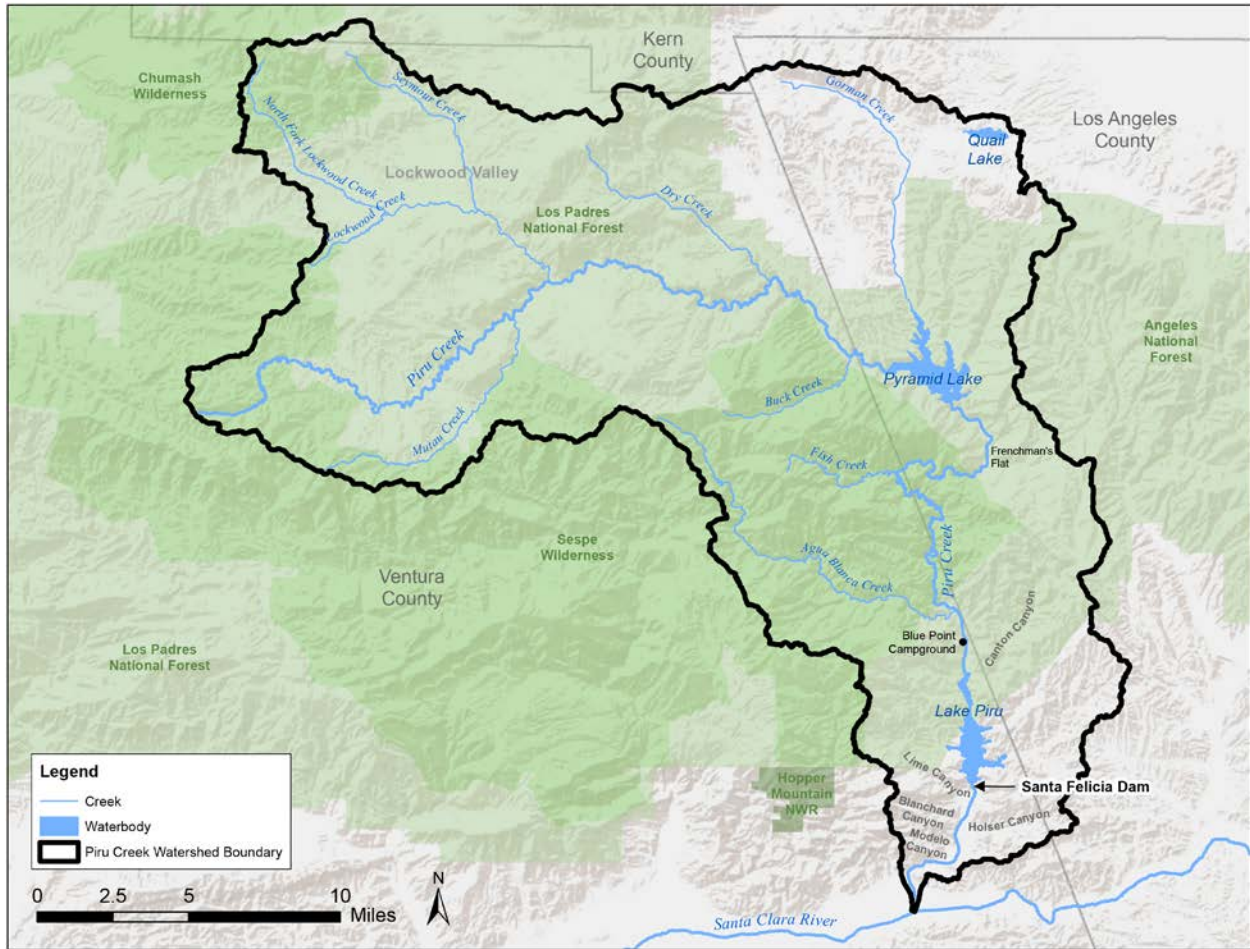 Kern
County
Chumash
Wilderness
Seymour Creek
Gorman Creek
North Fork Lockwood Creek
Los Angeles
County
Quail
Lake
Lockwood Valley
Dry Creek
Lockwood Creek
Los Padres
National Forest
Angeles
National
Forest
Piru Creek
Pyramid Lake
Buck Creek
Mutau Creek
Frenchman's
Flat
Fish Creek
Sespe
Wilderness
Agua Blanca Creek
Piru Creek
Ventura
County
Blue Point
Campground
Canton Canyon
Los Padres
National Forest
Lake Piru
Lime Canyon
Hopper
Mountain
NWR
Santa Felicia Dam
Blanchard
Canyon
Holser Canyon
Modelo
Canyon
Legend
Creek
Waterbody
Piru Creek Watershed Boundary
0 2.5 5 10
Miles
N
Santa Clara River